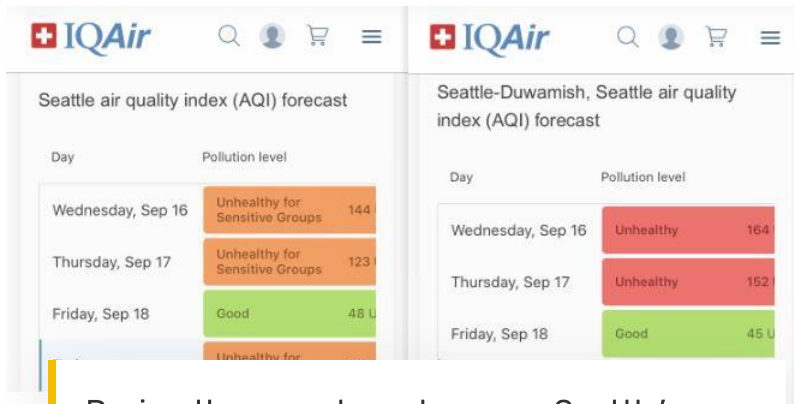 IQAir
Seattle air quality index (AQI) forecast
Day Pollution level
Wednesday, Sep 16 Unhealthy for Sensitive Groups 144
Thursday, Sep 17 Unhealthy for Sensitive Groups 123
Friday, Sep 18 Good 48 U
Unhealthy for
IQAir
Seattle-Duwamish, Seattle air quality
index (AQI) forecast
Day Pollution level
Wednesday, Sep 16 Unhealthy 164
Thursday, Sep 17 Unhealthy 152
Friday, Sep 18 Good 45 U